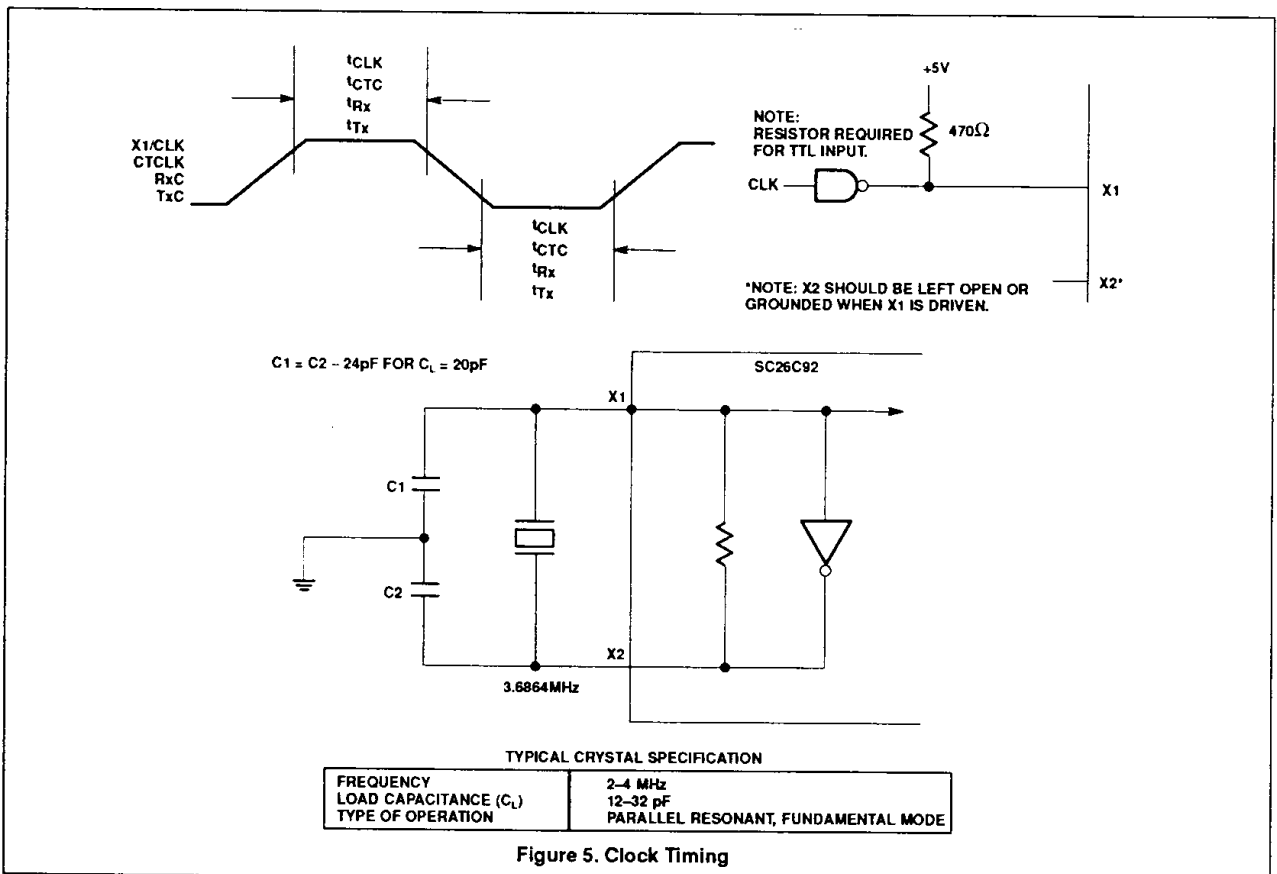 tCLK
tCTC
tRx
tTx
X1/CLK
CTCLK
RxC
TxC
tCLK
tCTC
tRx
tTx
+5V
NOTE:
RESISTOR REQUIRED
FOR TTL INPUT.
470Ω
CLK
X1
X2*
*NOTE: X2 SHOULD BE LEFT OPEN OR
GROUNDED WHEN X1 IS DRIVEN.
C1 = C2 – 24pF FOR CL = 20pF
SC26C92
X1
C1
C2
X2
3.6864MHz
TYPICAL CRYSTAL SPECIFICATION
FREQUENCY 2–4 MHz
LOAD CAPACITANCE (CL) 12–32 pF
TYPE OF OPERATION PARALLEL RESONANT, FUNDAMENTAL MODE
Figure 5. Clock Timing